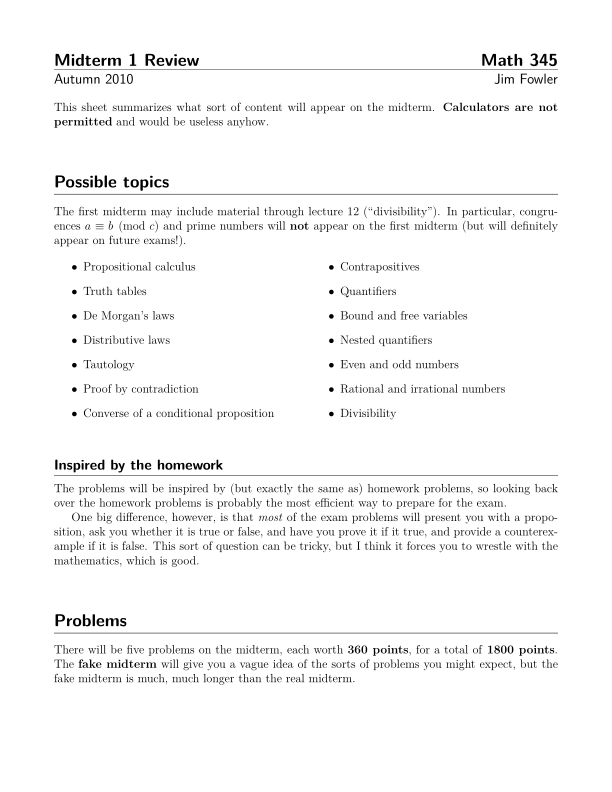 Midterm 1 Review Math 345
Autumn 2010 Jim Fowler
This sheet summarizes what sort of content will appear on the midterm. Calculators are not
permitted and would be useless anyhow.
Possible topics
The first midterm may include material through lecture 12 (“divisibility”). In particular, congru-
ences a ≡ b (mod c) and prime numbers will not appear on the first midterm (but will definitely
appear on future exams!).
• Propositional calculus
• Truth tables
• De Morgan’s laws
• Distributive laws
• Tautology
• Proof by contradiction
• Converse of a conditional proposition
• Contrapositives
• Quantifiers
• Bound and free variables
• Nested quantifiers
• Even and odd numbers
• Rational and irrational numbers
• Divisibility
Inspired by the homework
The problems will be inspired by (but exactly the same as) homework problems, so looking back
over the homework problems is probably the most efficient way to prepare for the exam.
One big difference, however, is that most of the exam problems will present you with a propo-
sition, ask you whether it is true or false, and have you prove it if it true, and provide a counterex-
ample if it is false. This sort of question can be tricky, but I think it forces you to wrestle with the
mathematics, which is good.
Problems
There will be five problems on the midterm, each worth 360 points, for a total of 1800 points.
The fake midterm will give you a vague idea of the sorts of problems you might expect, but the
fake midterm is much, much longer than the real midterm.